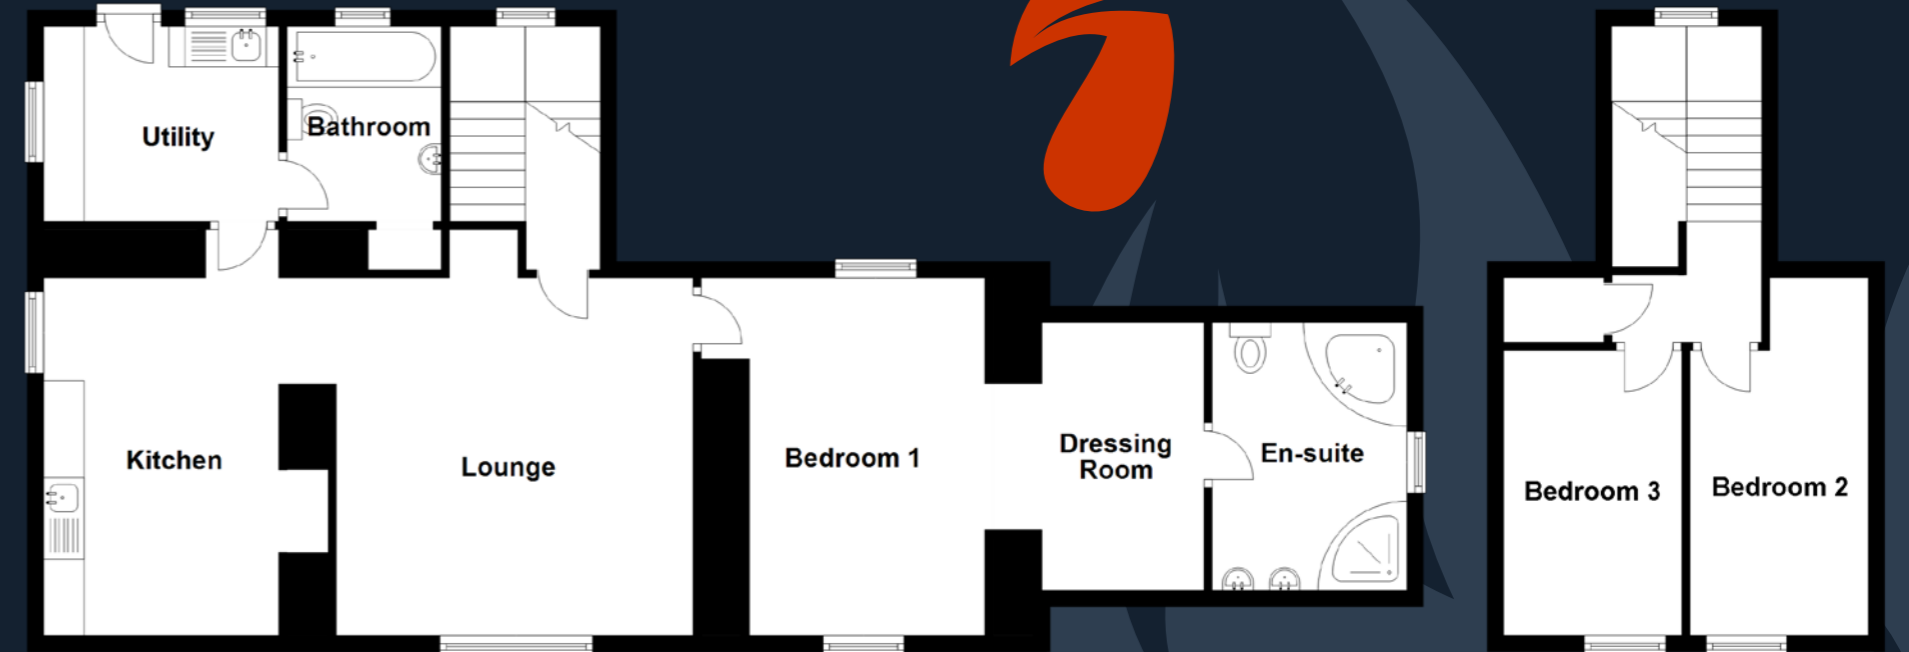 Utility
Bathroom
Kitchen
Lounge
Bedroom 1
Dressing
Room
En-suite
Bedroom 3
Bedroom 2